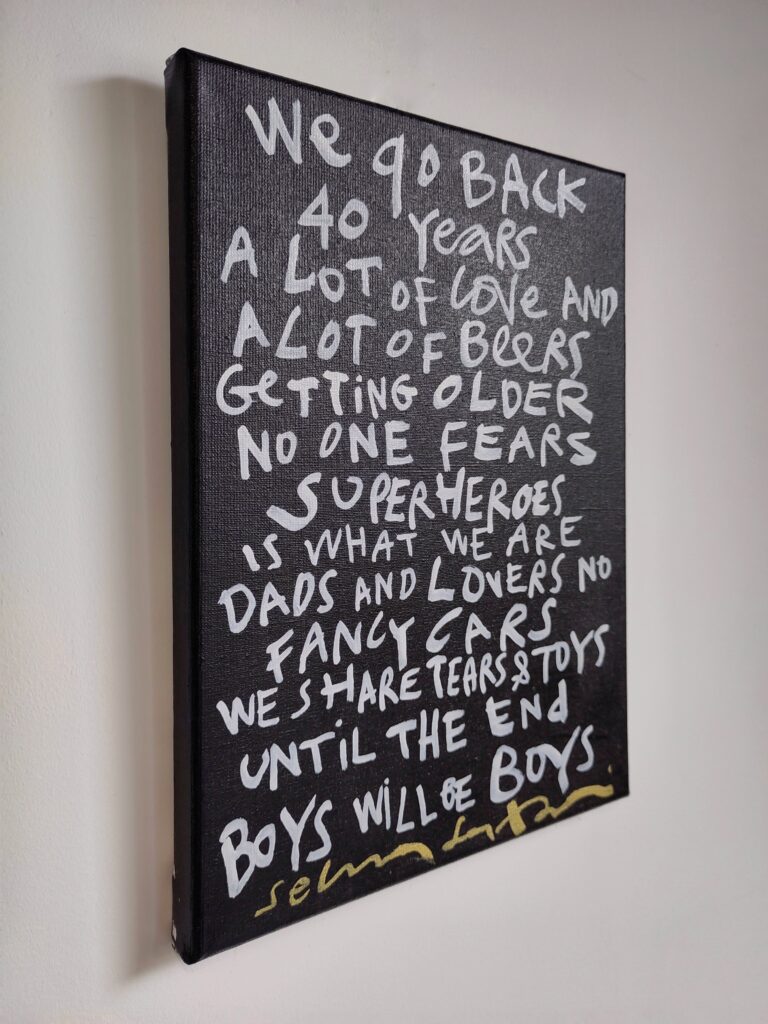 We go BACK
40 Years
A LOT OF LOVe AND
A LOT OF BeeRS
GeTTiNG OLDER
NO ONE FEARS
SUPERHEROES
IS WHAT WE ARE
DADS AND LOVERS NO
FANCY CARS
WE SHARE TEARS & TOYS
UNTiL THE END
BOYS WiLL BE BOYS